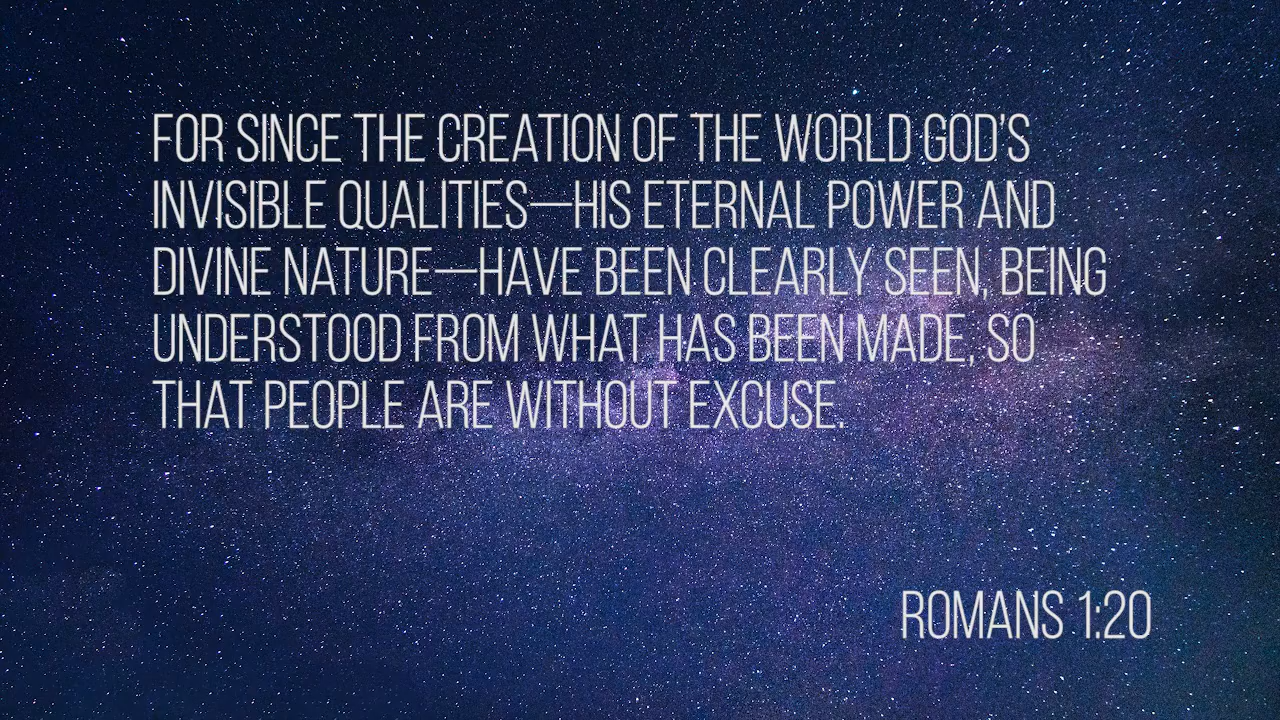 FOR SINCE THE CREATION OF THE WORLD GOD'S
INVISIBLE QUALITIES—HIS ETERNAL POWER AND
DIVINE NATURE—HAVE BEEN CLEARLY SEEN, BEING
UNDERSTOOD FROM WHAT HAS BEEN MADE, SO
THAT PEOPLE ARE WITHOUT EXCUSE.
ROMANS 1:20